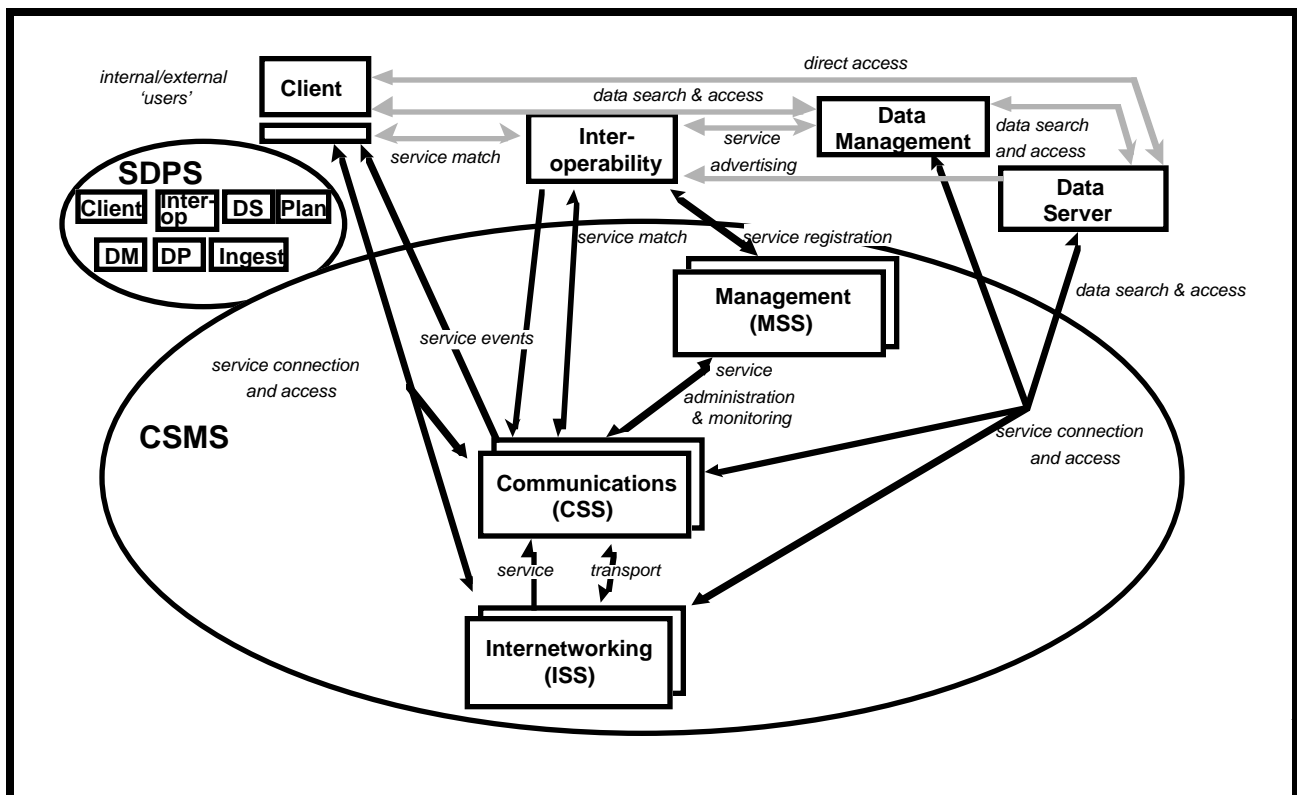 internal/external
'users'
Client
direct access
data search & access
service match
Inter-
operability
service
advertising
Data
Management
data search
and access
Data
Server
SDPS
Client
Inter-
op
DS
Plan
DM
DP
Ingest
service match
service registration
Management
(MSS)
data search & access
service events
service connection
and access
service
administration
& monitoring
CSMS
service connection
and access
Communications
(CSS)
service
transport
Internetworking
(ISS)